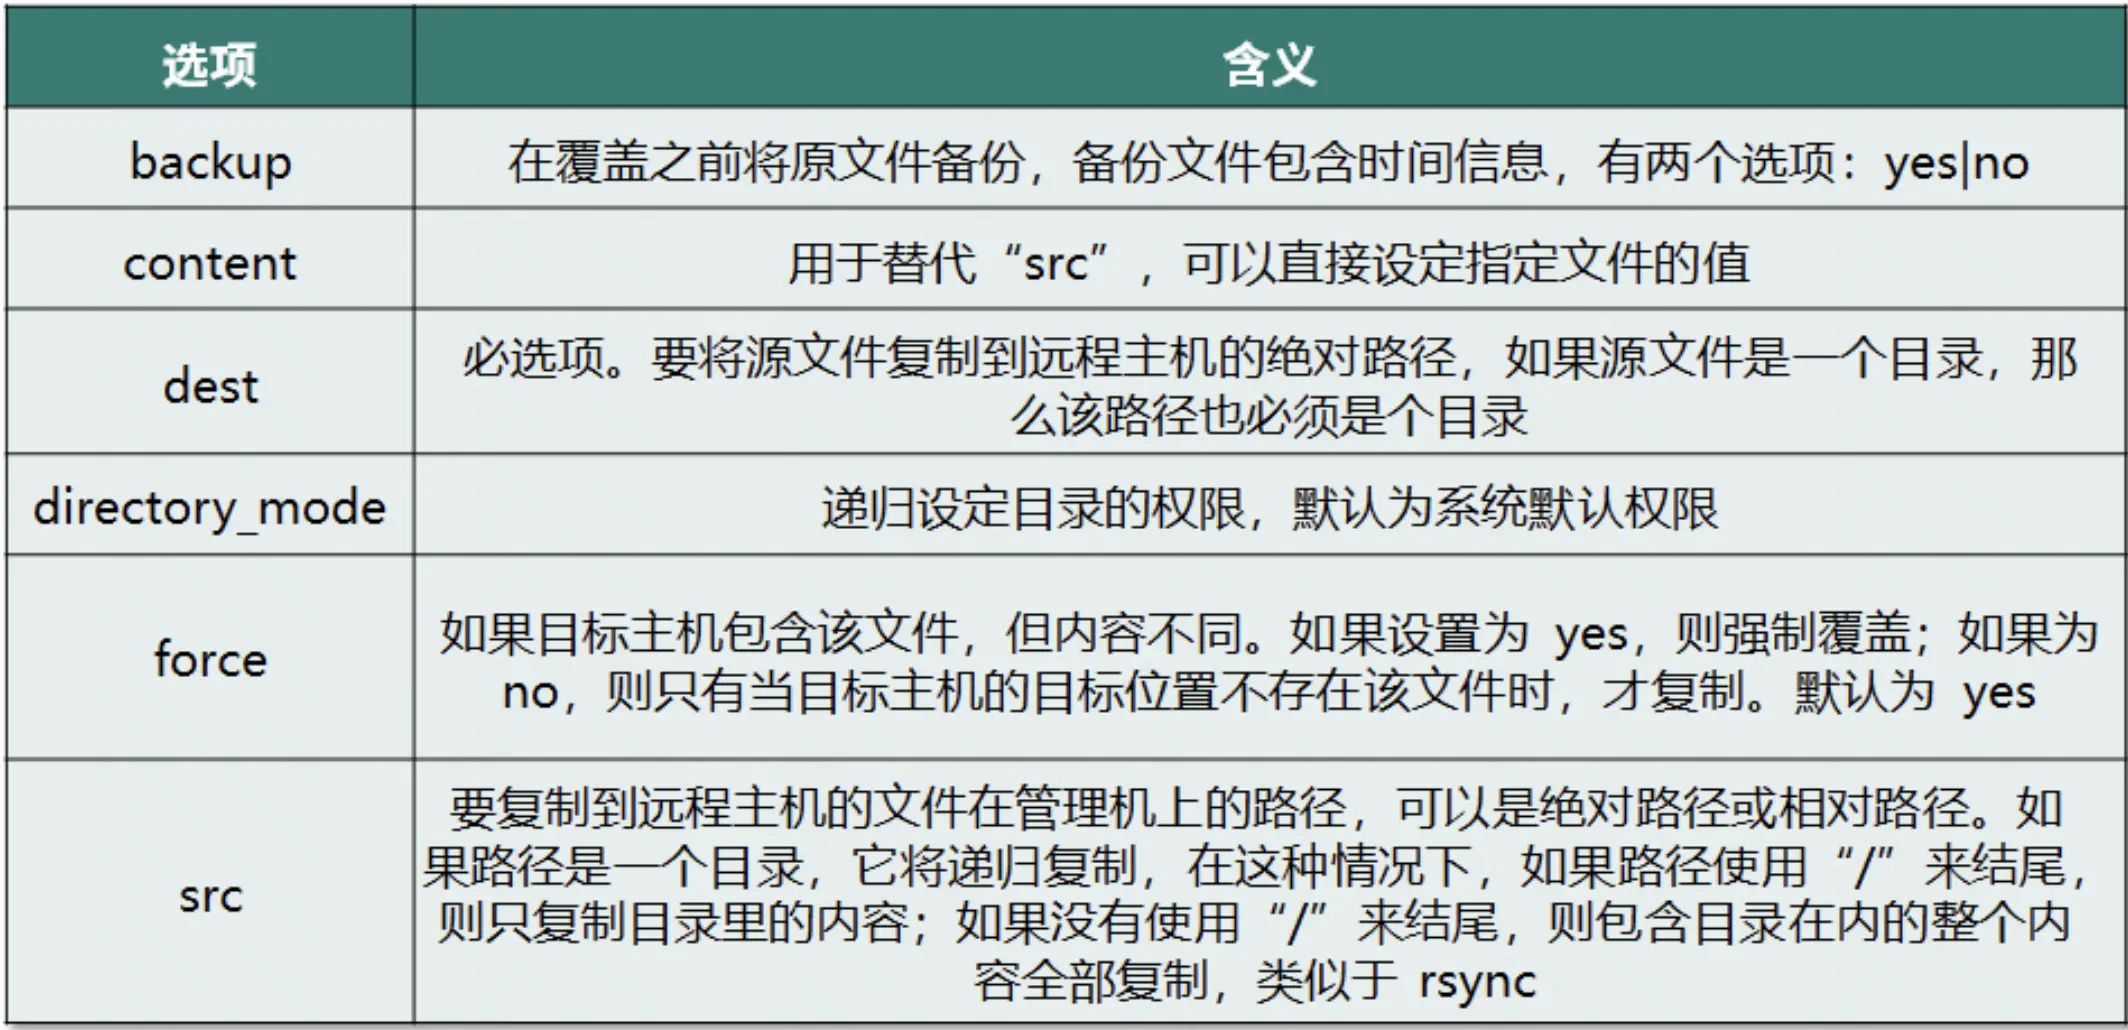 选项
含义
backup
在覆盖之前将原文件备份，备份文件包含时间信息，有两个选项：yes|no
content
用于替代“src”，可以直接设定指定文件的值
dest
必选项。要将源文件复制到远程主机的绝对路径，如果源文件是一个目录，那
么该路径也必须是个目录
directory_mode
递归设定目录的权限，默认为系统默认权限
force
如果目标主机包含该文件，但内容不同。如果设置为 yes，则强制覆盖；如果为
no，则只有当目标主机的目标位置不存在该文件时，才复制。默认为 yes
src
要复制到远程主机的文件在管理机上的路径，可以是绝对路径或相对路径。如
果路径是一个目录，它将递归复制，在这种情况下，如果路径使用“/”来结尾，
则只复制目录里的内容；如果没有使用“/”来结尾，则包含目录在内的整个内
容全部复制，类似于 rsync